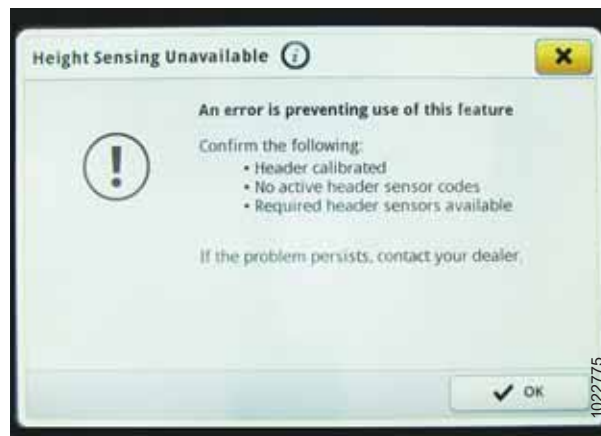 Height Sensing Unavailable
An error is preventing use of this feature
Confirm the following:
• Header calibrated
• No active header sensor codes
• Required header sensors available
If the problem persists, contact your dealer.
OK
1022775